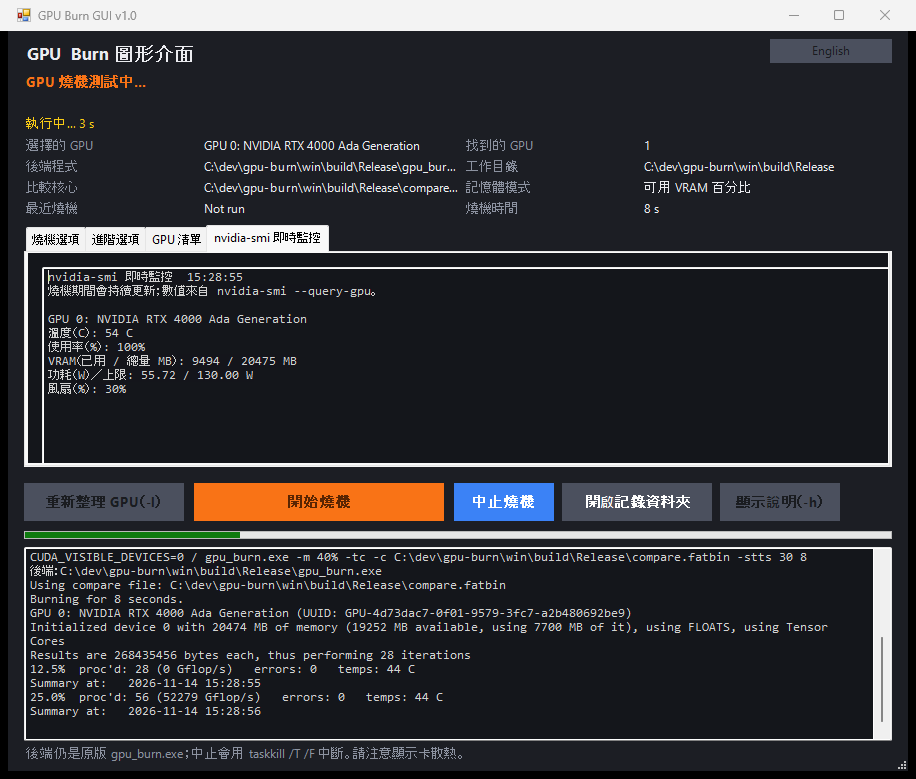 GPU Burn GUI v1.0
GPU Burn 圖形介面
English
GPU 燒機測試中...
執行中... 3 s
選擇的 GPU GPU 0: NVIDIA RTX 4000 Ada Generation 找到的 GPU 1
後端程式 C:\dev\gpu-burn\win\build\Release\gpu_bur... 工作目錄 C:\dev\gpu-burn\win\build\Release
比較核心 C:\dev\gpu-burn\win\build\Release\compare... 記憶體模式 可用 VRAM 百分比
最近燒機 Not run 燒機時間 8 s
燒機選項 進階選項 GPU 清單 nvidia-smi 即時監控
nvidia-smi 即時監控 15:28:55
燒機期間會持續更新;數值來自 nvidia-smi --query-gpu。
GPU 0: NVIDIA RTX 4000 Ada Generation
溫度(C): 54 C
使用率(%): 100%
VRAM(已用 / 總量 MB): 9494 / 20475 MB
功耗(W)／上限: 55.72 / 130.00 W
風扇(%): 30%
重新整理 GPU(-l) 開始燒機 中止燒機 開啟記錄資料夾 顯示說明(-h)
CUDA_VISIBLE_DEVICES=0 / gpu_burn.exe -m 40% -tc -c C:\dev\gpu-burn\win\build\Release\compare.fatbin -stts 30 8
後端:C:\dev\gpu-burn\win\build\Release\gpu_burn.exe
Using compare file: C:\dev\gpu-burn\win\build\Release\compare.fatbin
Burning for 8 seconds.
GPU 0: NVIDIA RTX 4000 Ada Generation (UUID: GPU-4d73dac7-0f01-9579-3fc7-a2b480692be9)
Initialized device 0 with 20474 MB of memory (19252 MB available, using 7700 MB of it), using FLOATS, using Tensor
Cores
Results are 268435456 bytes each, thus performing 28 iterations
12.5% proc'd: 28 (0 Gflop/s) errors: 0 temps: 44 C
Summary at: 2026-11-14 15:28:55
25.0% proc'd: 56 (52279 Gflop/s) errors: 0 temps: 44 C
Summary at: 2026-11-14 15:28:56
後端仍是原版 gpu_burn.exe;中止會用 taskkill /T /F 中斷。請注意顯示卡散熱。